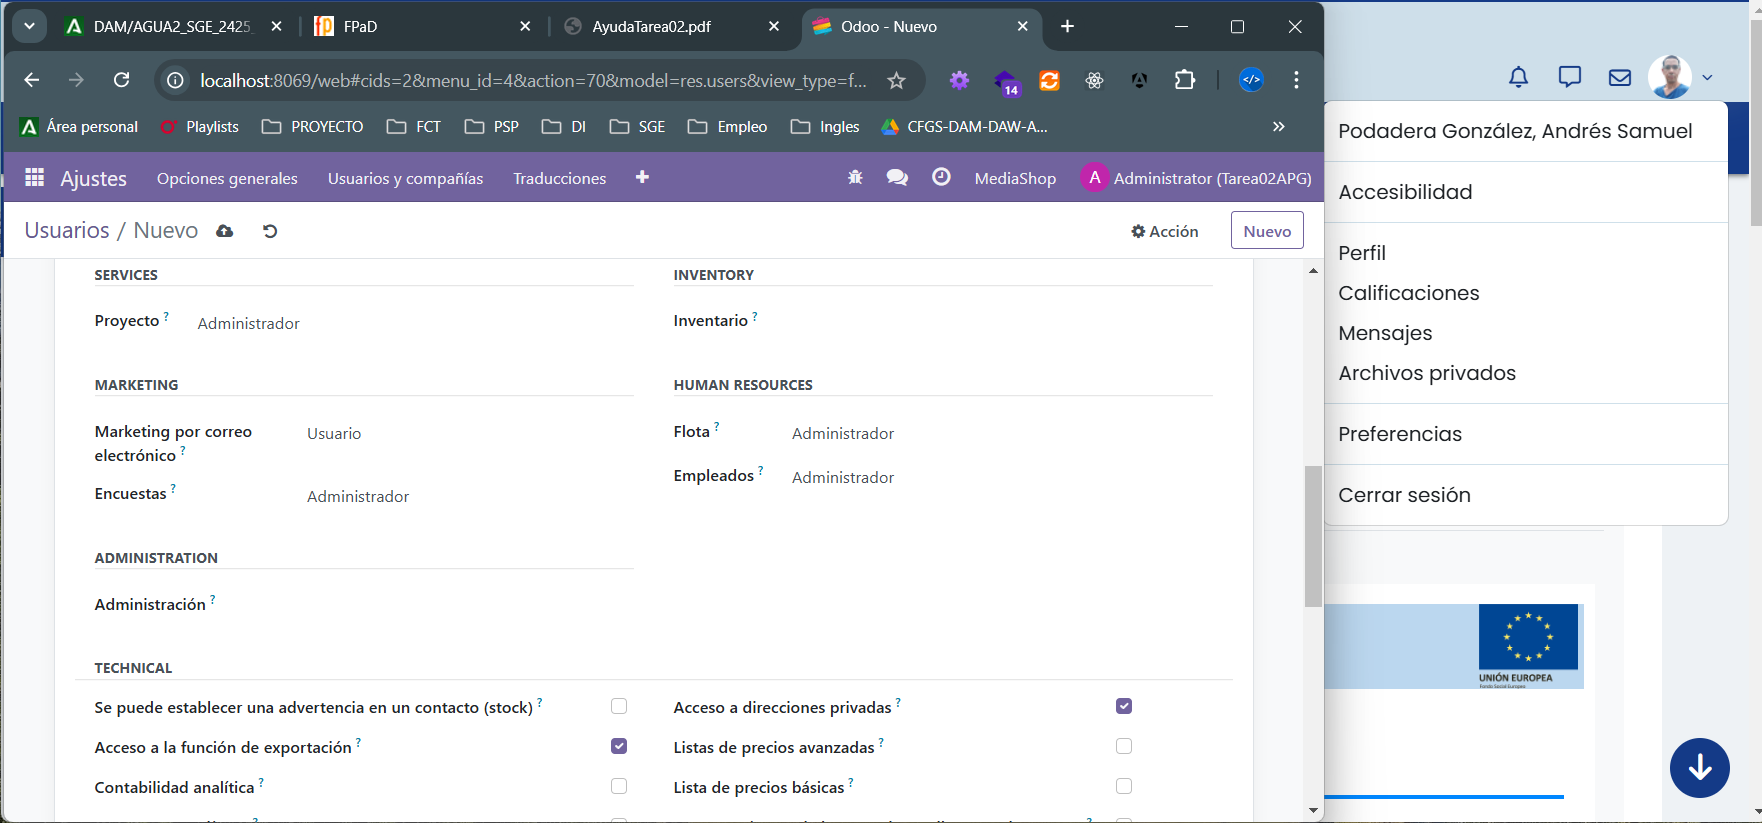 DAM/AGUA2_SGE_2425_
FPaD
AyudaTarea02.pdf
Odoo - Nuevo
localhost:8069/web#cids=2&menu_id=4&action=70&model=res.users&view_type=f...
14
Área personal
Playlists
PROYECTO
FCT
PSP
DI
SGE
Empleo
Ingles
CFGS-DAM-DAW-A...
Ajustes
Opciones generales
Usuarios y compañías
Traducciones
MediaShop
A
Administrator (Tarea02APG)
Usuarios / Nuevo
Acción
Nuevo
SERVICES
INVENTORY
Proyecto ?
Administrador
Inventario ?
MARKETING
HUMAN RESOURCES
Marketing por correo
electrónico ?
Usuario
Flota ?
Administrador
Encuestas ?
Administrador
Empleados ?
Administrador
ADMINISTRATION
Administración ?
TECHNICAL
Se puede establecer una advertencia en un contacto (stock) ?
Acceso a direcciones privadas ?
Acceso a la función de exportación ?
Listas de precios avanzadas ?
Contabilidad analítica ?
Lista de precios básicas ?
Podadera González, Andrés Samuel
Accesibilidad
Perfil
Calificaciones
Mensajes
Archivos privados
Preferencias
Cerrar sesión
UNIÓN EUROPEA
Fondo Social Europeo